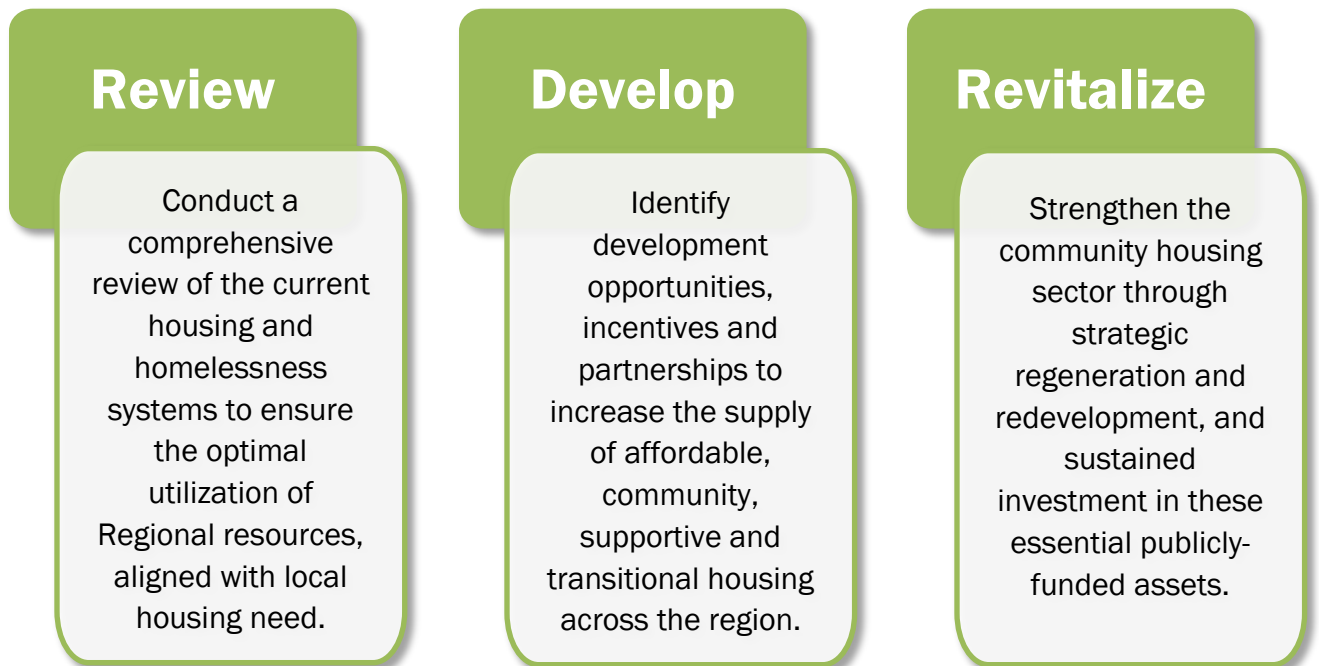 Review
Conduct a
comprehensive
review of the current
housing and
homelessness
systems to ensure
the optimal
utilization of
Regional resources,
aligned with local
housing need.
Develop
Identify
development
opportunities,
incentives and
partnerships to
increase the supply
of affordable,
community,
supportive and
transitional housing
across the region.
Revitalize
Strengthen the
community housing
sector through
strategic
regeneration and
redevelopment, and
sustained
investment in these
essential publicly-
funded assets.